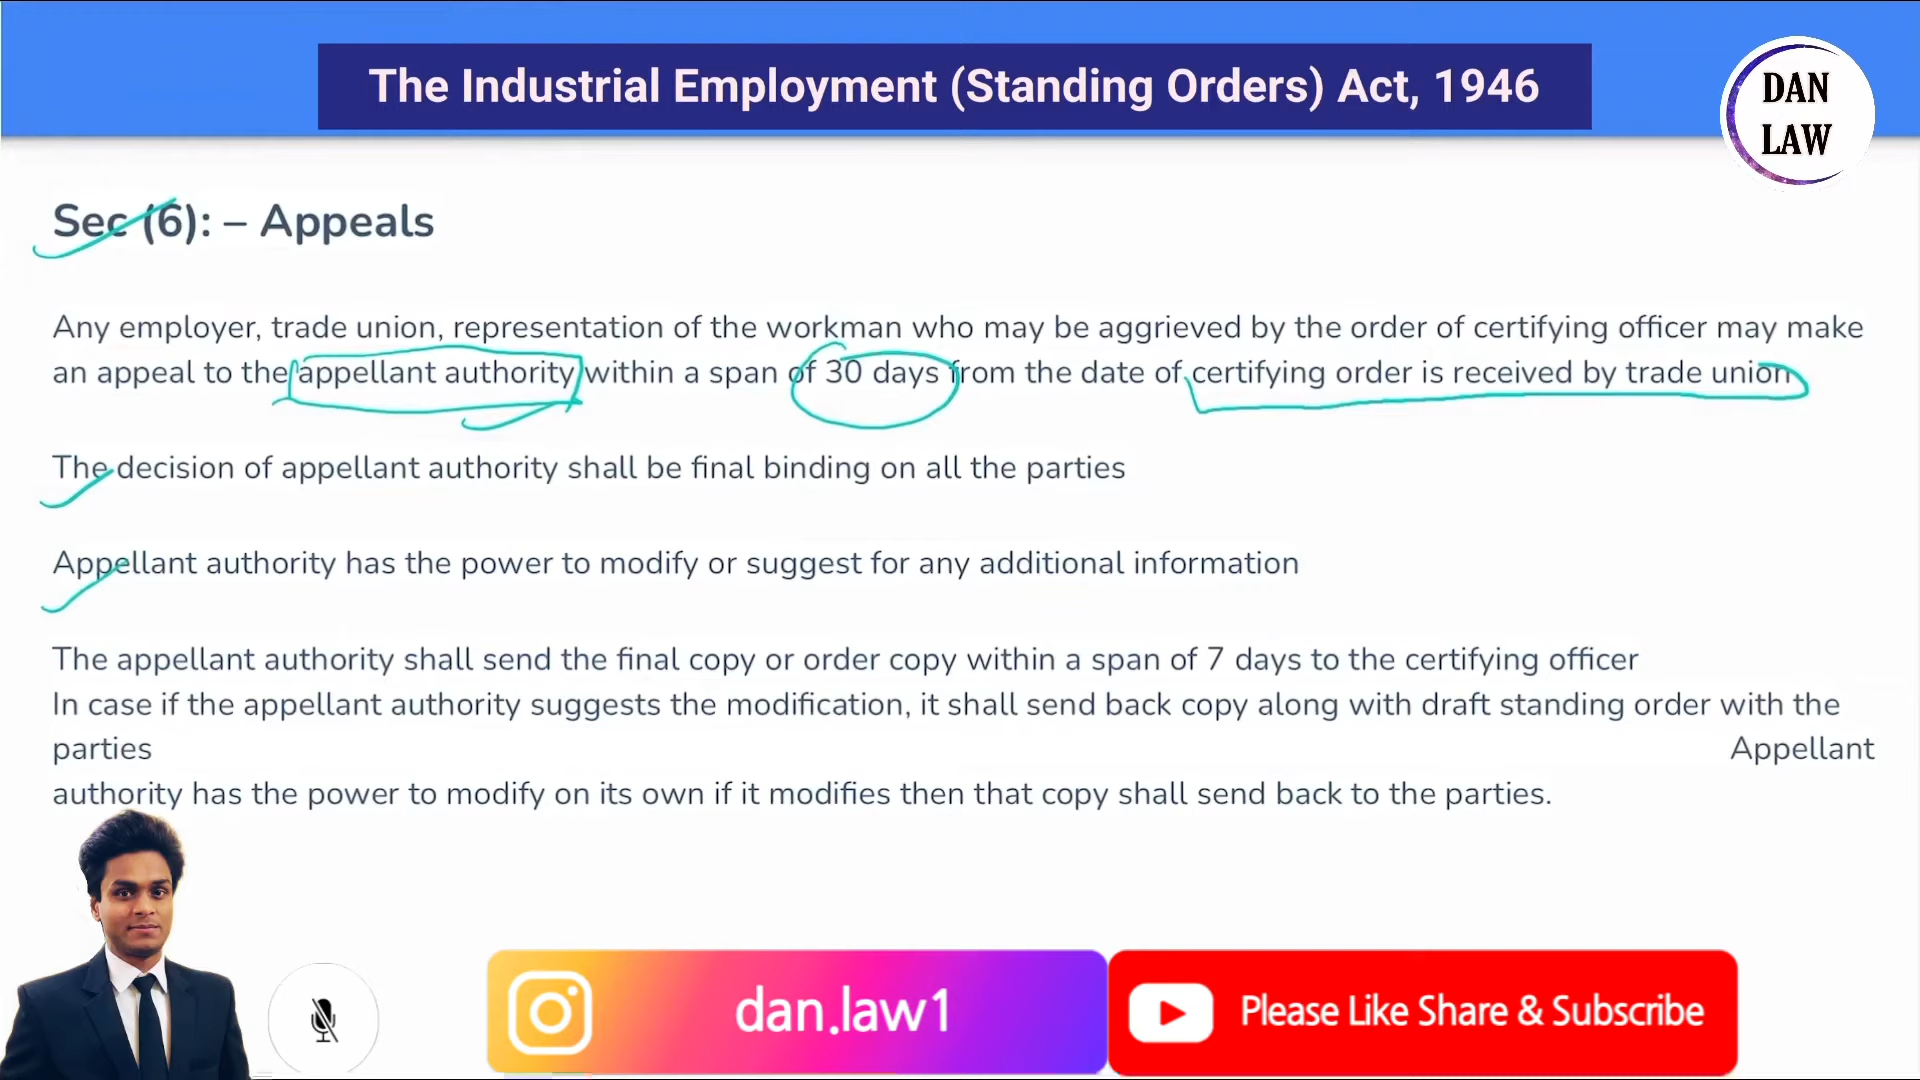 The Industrial Employment (Standing Orders) Act, 1946
DAN
LAW
Sec (6): – Appeals
Any employer, trade union, representation of the workman who may be aggrieved by the order of certifying officer may make
an appeal to the appellant authority within a span of 30 days from the date of certifying order is received by trade union
The decision of appellant authority shall be final binding on all the parties
Appellant authority has the power to modify or suggest for any additional information
The appellant authority shall send the final copy or order copy within a span of 7 days to the certifying officer
In case if the appellant authority suggests the modification, it shall send back copy along with draft standing order with the
parties Appellant
authority has the power to modify on its own if it modifies then that copy shall send back to the parties.
dan.law1
Please Like Share & Subscribe